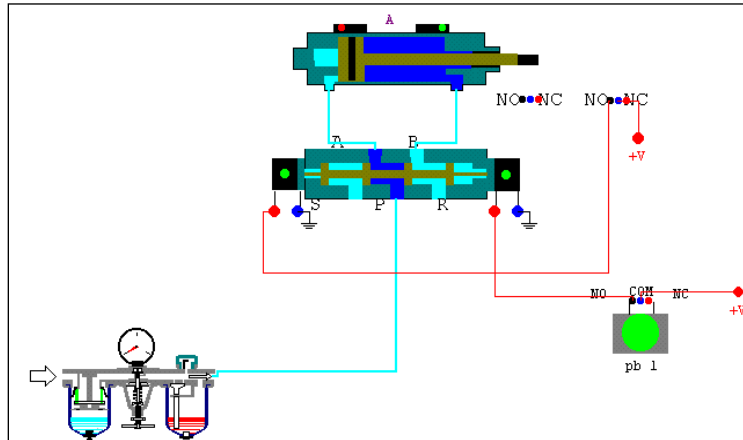 A
NO NC
NO NC
+V
A B
S P R
NO COM NC
+V
pb 1